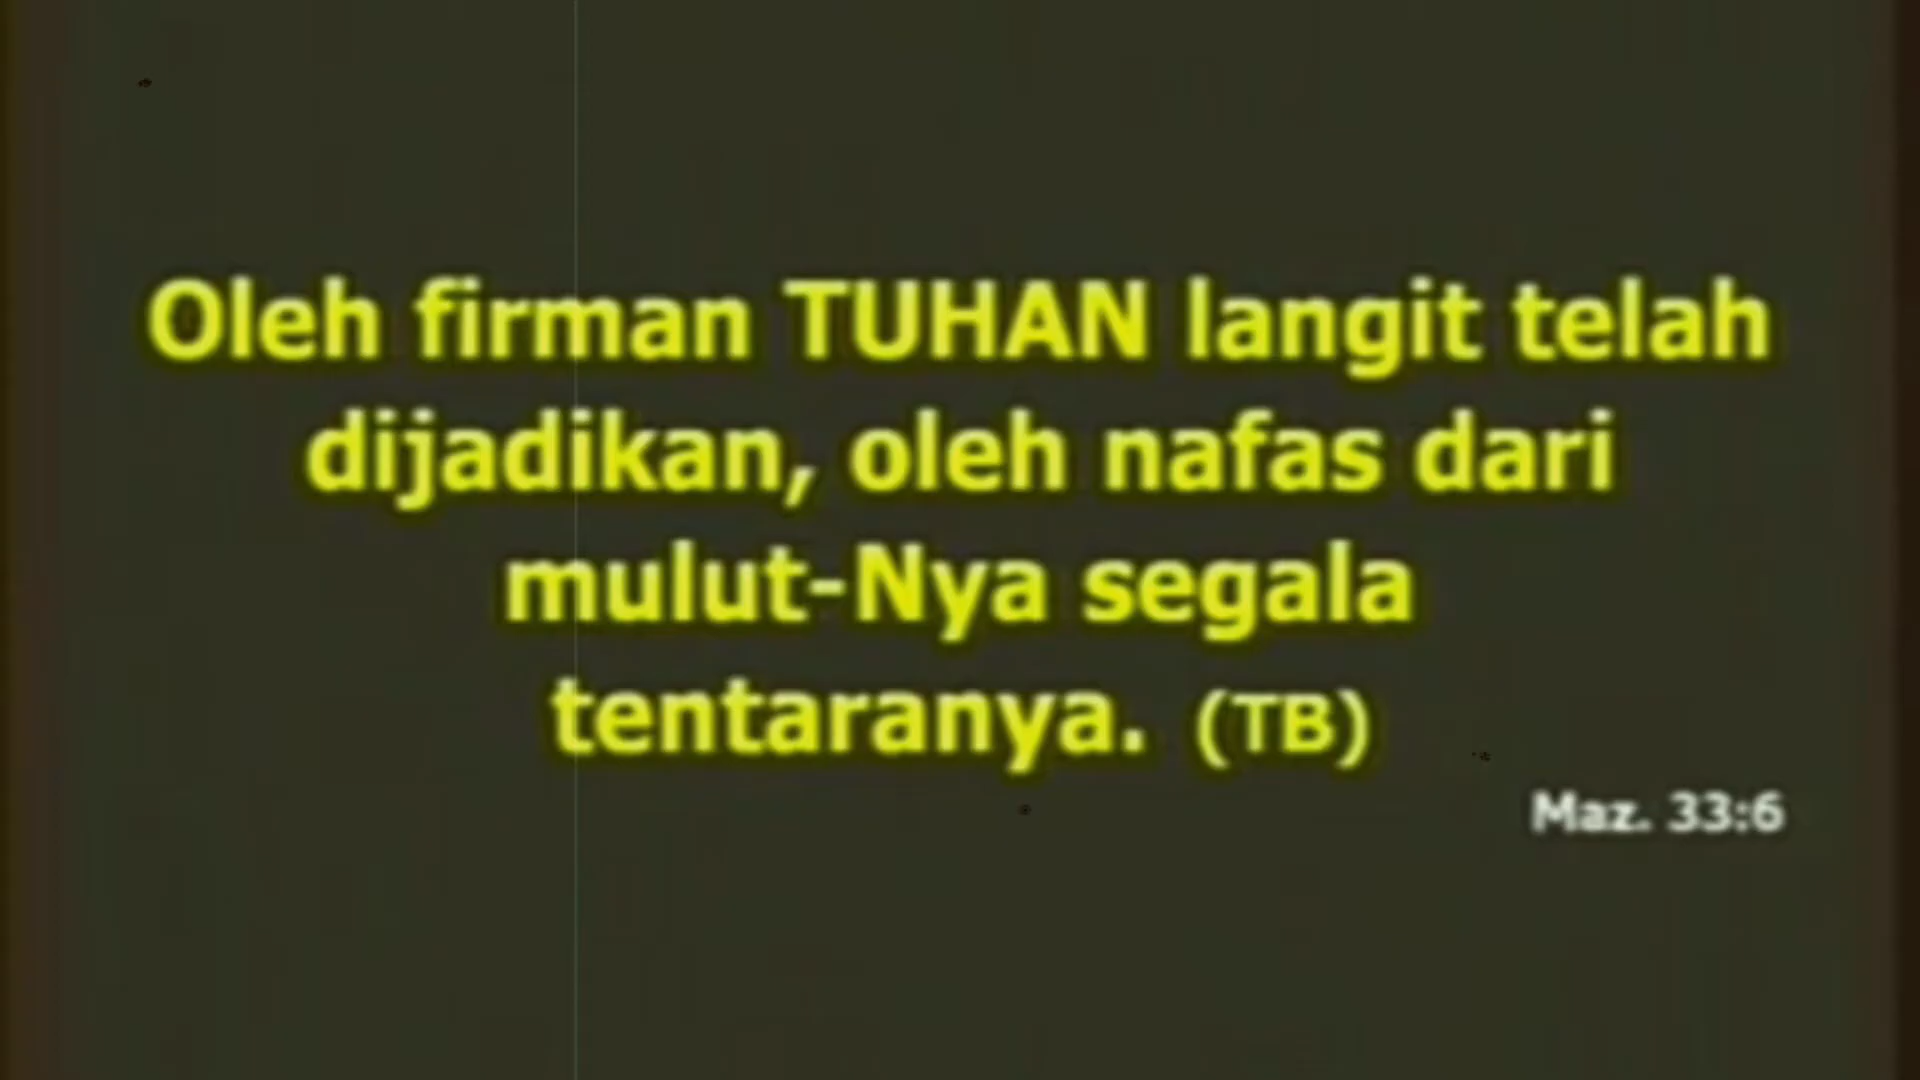 Oleh firman TUHAN langit telah
dijadikan, oleh nafas dari
mulut-Nya segala
tentaranya. (TB)
Maz. 33:6